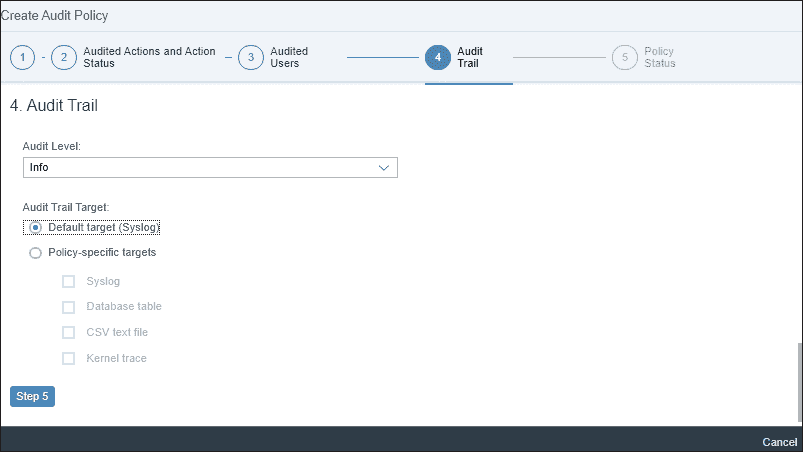 Create Audit Policy
1 - 2 Audited Actions and Action Status - 3 Audited Users 4 Audit Trail 5 Policy Status
4. Audit Trail
Audit Level:
Info
Audit Trail Target:
Default target (Syslog)
Policy-specific targets
Syslog
Database table
CSV text file
Kernel trace
Step 5
Cancel